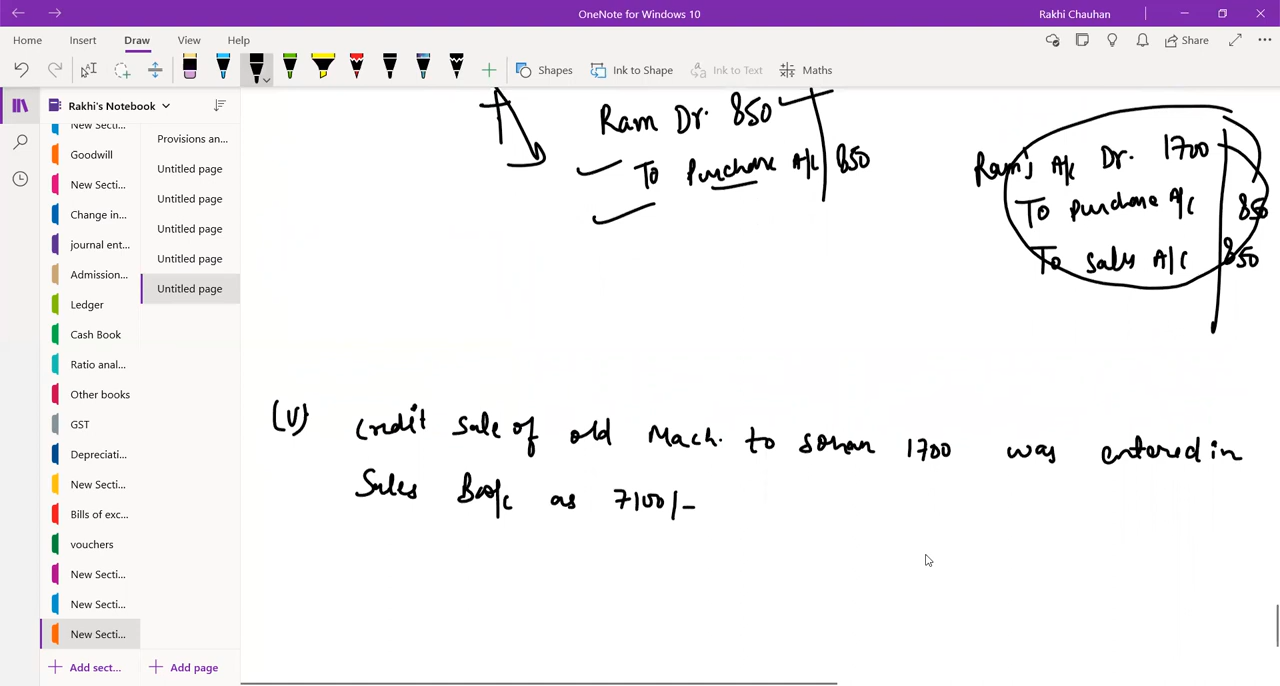 OneNote for Windows 10
Rakhi Chauhan
Home Insert Draw View Help
Share
Shapes Ink to Shape Ink to Text Maths
Rakhi's Notebook
New Secti...
Goodwill
New Secti...
Change in...
journal ent...
Admission...
Ledger
Cash Book
Ratio anal...
Other books
GST
Depreciati...
New Secti...
Bills of exc...
vouchers
New Secti...
New Secti...
New Secti...
Add sect...
Provisions an...
Untitled page
Untitled page
Untitled page
Untitled page
Untitled page
Add page
Ram Dr. 850
To Purchase A/c 850
Ram's A/c Dr. 1700
To Purchase A/c 850
To Sales A/c 850
(V) Credit Sale of old Mach. to Sohan 1700 was entered in
Sales Book as 7100/-